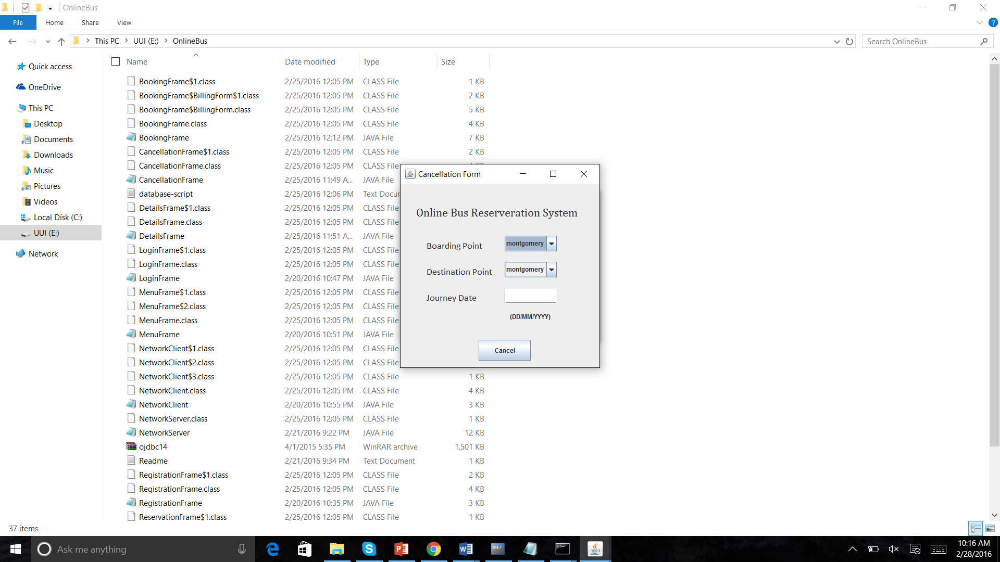 OnlineBus
File Home Share View
This PC UUI (E:) OnlineBus
Search OnlineBus
Quick access
OneDrive
This PC
Desktop
Documents
Downloads
Music
Pictures
Videos
Local Disk (C:)
UUI (E:)
Network
Name Date modified Type Size
BookingFrame$1.class 2/25/2016 12:05 PM CLASS File 1 KB
BookingFrame$BillingForm$1.class 2/25/2016 12:05 PM CLASS File 2 KB
BookingFrame$BillingForm.class 2/25/2016 12:05 PM CLASS File 5 KB
BookingFrame.class 2/25/2016 12:05 PM CLASS File 4 KB
BookingFrame 2/25/2016 12:12 PM JAVA File 7 KB
CancellationFrame$1.class 2/25/2016 12:05 PM CLASS File 2 KB
CancellationFrame.class 2/25/2016 12:05 PM CLASS File
CancellationFrame 2/25/2016 11:49 A... JAVA File
database-script 2/25/2016 12:06 PM Text Docu
DetailsFrame$1.class 2/25/2016 12:05 PM CLASS File
DetailsFrame.class 2/25/2016 12:05 PM CLASS File
DetailsFrame 2/25/2016 11:51 A... JAVA File
LoginFrame$1.class 2/25/2016 12:05 PM CLASS File
LoginFrame.class 2/25/2016 12:05 PM CLASS File
LoginFrame 2/20/2016 10:47 PM JAVA File
MenuFrame$1.class 2/25/2016 12:05 PM CLASS File
MenuFrame$2.class 2/25/2016 12:05 PM CLASS File
MenuFrame.class 2/25/2016 12:05 PM CLASS File
MenuFrame 2/20/2016 10:51 PM JAVA File
NetworkClient$1.class 2/25/2016 12:05 PM CLASS File
NetworkClient$2.class 2/25/2016 12:05 PM CLASS File
NetworkClient$3.class 2/25/2016 12:05 PM CLASS File 1 KB
NetworkClient.class 2/25/2016 12:05 PM CLASS File 4 KB
NetworkClient 2/20/2016 10:55 PM JAVA File 3 KB
NetworkServer.class 2/25/2016 12:05 PM CLASS File 1 KB
NetworkServer 2/21/2016 9:22 PM JAVA File 12 KB
ojdbc14 4/1/2015 5:35 PM WinRAR archive 1,501 KB
Readme 2/21/2016 9:34 PM Text Document 1 KB
RegistrationFrame$1.class 2/25/2016 12:05 PM CLASS File 2 KB
RegistrationFrame.class 2/25/2016 12:05 PM CLASS File 4 KB
RegistrationFrame 2/20/2016 10:35 PM JAVA File 3 KB
ReservationFrame$1.class 2/25/2016 12:05 PM CLASS File 1 KB
Cancellation Form
Online Bus Reserveration System
Boarding Point montgomery
Destination Point montgomery
Journey Date
(DD/MM/YYYY)
Cancel
37 items
Ask me anything
10:16 AM
2/28/2016